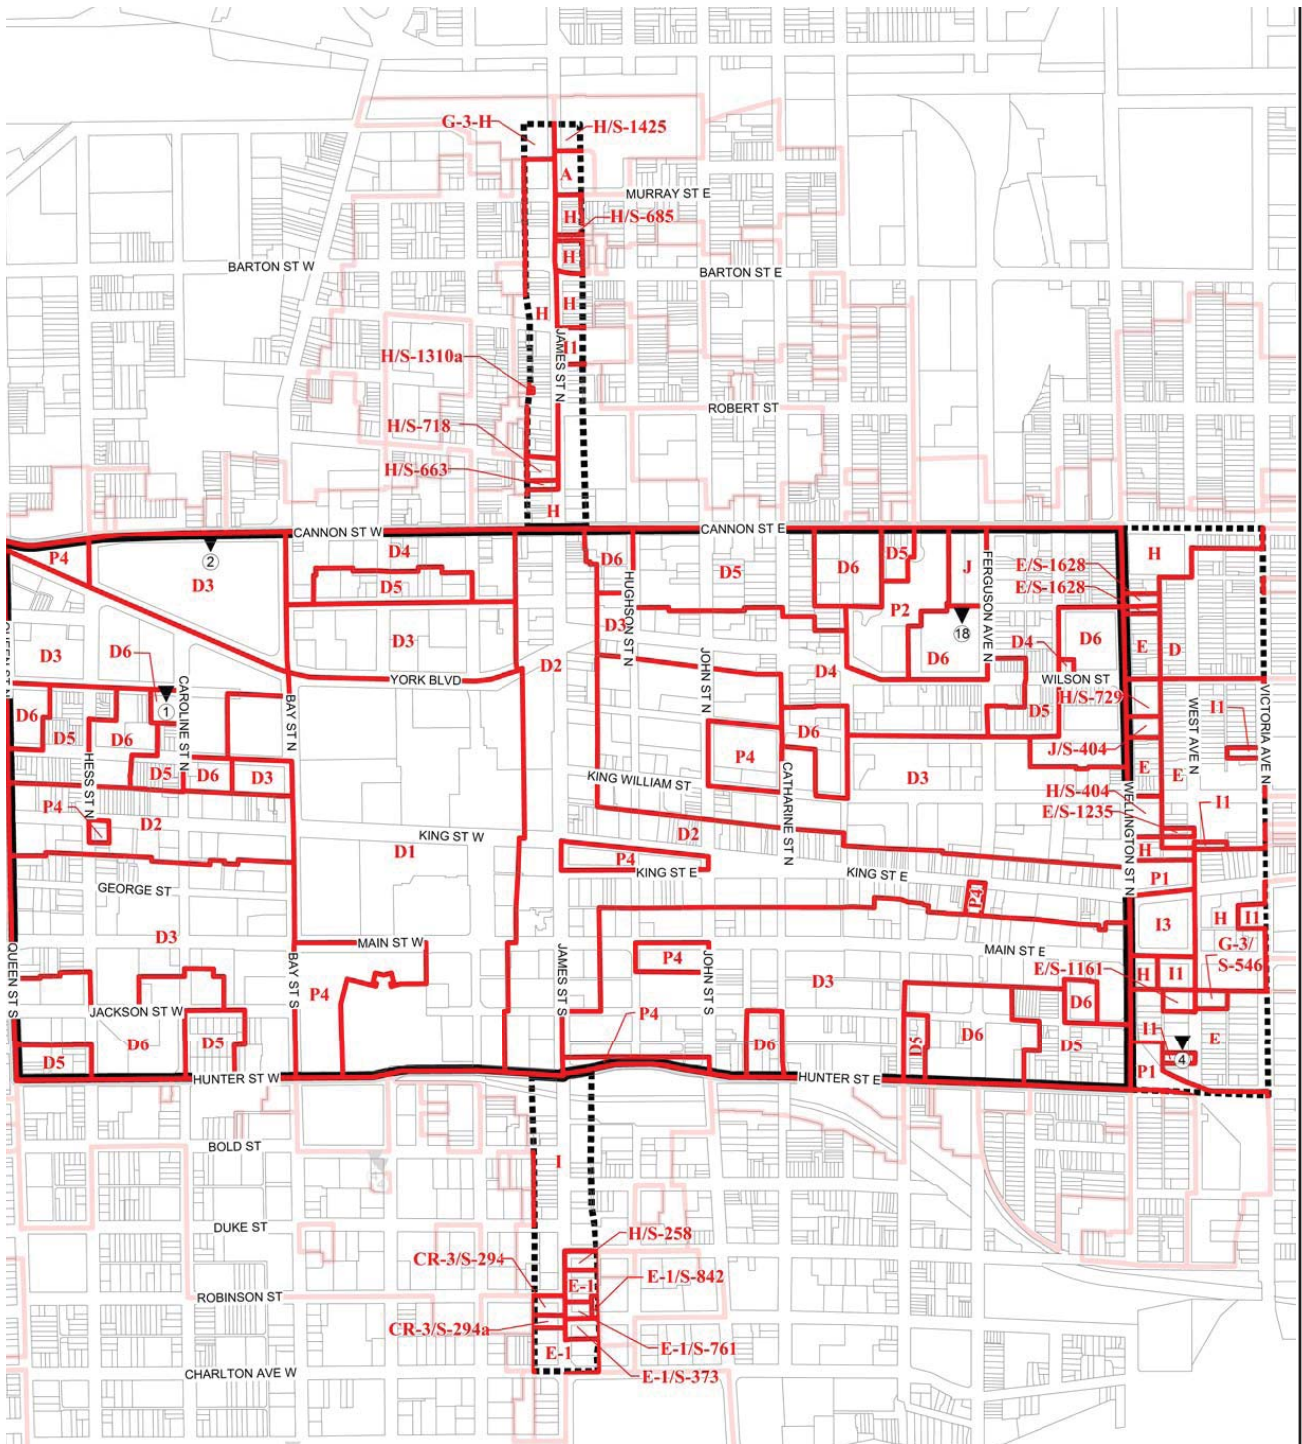 G-3-H
H/S-1425
A
MURRAY ST E
H
H/S-685
H
BARTON ST W
BARTON ST E
H
H
JAMES ST N
I1
H/S-1310a
ROBERT ST
H/S-718
H/S-663
H
CANNON ST W
CANNON ST E
P4
2
D3
D4
D5
D6
HUGHSON ST N
D5
D6
D5
J
FERGUSON AVE N
H
E/S-1628
E/S-1628
P2
18
D3
D6
D3
D3
D2
JOHN ST N
D4
D6
D4
D6
E
D
QUEEN ST N
YORK BLVD
WILSON ST
H/S-729
VICTORIA AVE N
CAROLINE ST N
BAY ST N
1
D6
D5
D6
HESS ST N
D6
D5
WEST AVE N
I1
J/S-404
P4
CATHARINE ST N
D5
D6
D3
KING WILLIAM ST
D3
E
E
WELLINGTON ST N
H/S-404
P4
D2
E/S-1235
I1
KING ST W
D2
D1
H
P4
KING ST E
KING ST E
P1
GEORGE ST
P4
D3
H
I1
I3
MAIN ST W
MAIN ST E
G-3/
S-546
QUEEN ST S
BAY ST S
JAMES ST S
P4
JOHN ST S
E/S-1161
H
I1
D3
P4
JACKSON ST W
P4
D6
D6
D5
D5
D6
D5
D6
D5
I1
4
E
P1
HUNTER ST W
HUNTER ST E
BOLD ST
I
DUKE ST
H/S-258
CR-3/S-294
E-1
E-1/S-842
ROBINSON ST
CR-3/S-294a
E-1
E-1/S-761
CHARLTON AVE W
E-1/S-373